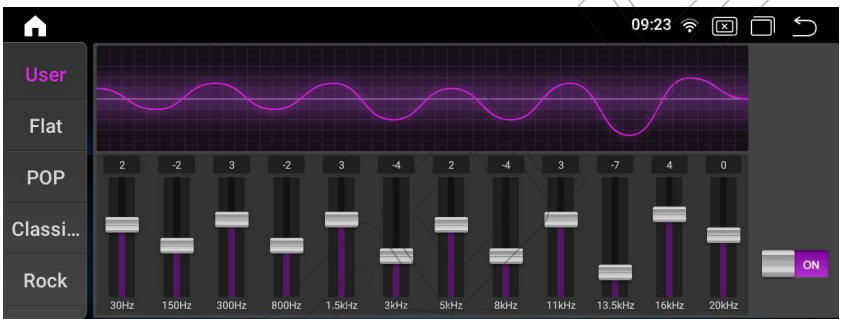 09:23
User
Flat
POP
Classi...
Rock
2 -2 3 -2 3 -4 2 -4 3 -7 4 0
30Hz 150Hz 300Hz 800Hz 1.5kHz 3kHz 5kHz 8kHz 11kHz 13.5kHz 16kHz 20kHz
ON